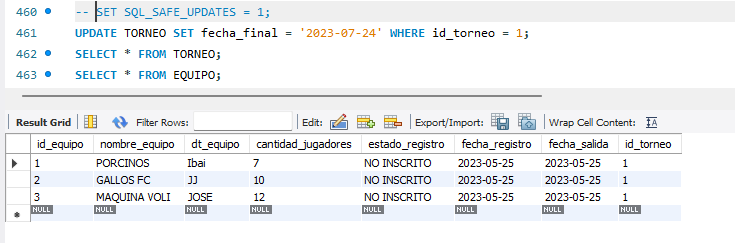 460 -- SET SQL_SAFE_UPDATES = 1;
461 UPDATE TORNEO SET fecha_final = '2023-07-24' WHERE id_torneo = 1;
462 SELECT * FROM TORNEO;
463 SELECT * FROM EQUIPO;
Result Grid Filter Rows: Edit: Export/Import: Wrap Cell Content:
id_equipo nombre_equipo dt_equipo cantidad_jugadores estado_registro fecha_registro fecha_salida id_torneo
1 PORCINOS Ibai 7 NO INSCRITO 2023-05-25 2023-05-25 1
2 GALLOS FC JJ 10 NO INSCRITO 2023-05-25 2023-05-25 1
3 MAQUINA VOLI JOSE 12 NO INSCRITO 2023-05-25 2023-05-25 1
NULL NULL NULL NULL NULL NULL NULL NULL